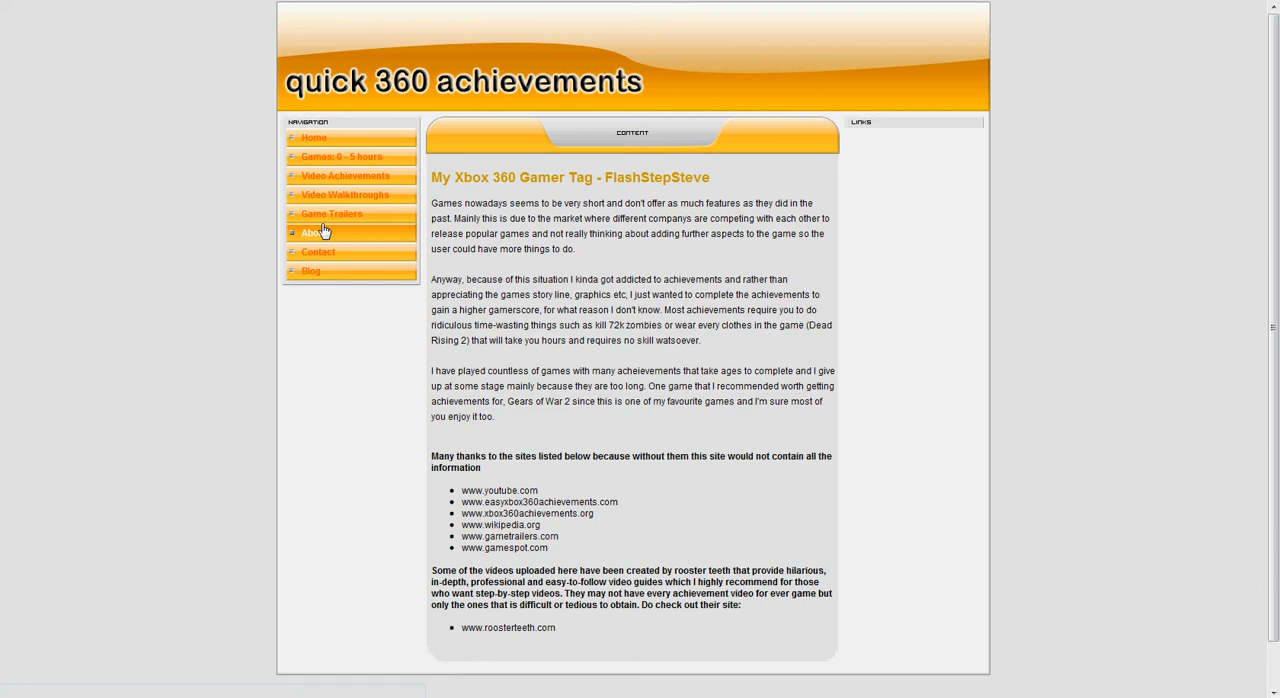 quick 360 achievements
NAVIGATION
Home
Games: 0 - 5 hours
Video Achievements
Video Walkthroughs
Game Trailers
Contact
Blog
CONTENT
My Xbox 360 Gamer Tag - FlashStepSteve
Games nowadays seems to be very short and don't offer as much features as they did in the
past. Mainly this is due to the market where different companys are competing with each other to
release popular games and not really thinking about adding further aspects to the game so the
user could have more things to do.
Anyway, because of this situation I kinda got addicted to achievements and rather than
appreciating the games story line, graphics etc, I just wanted to complete the achievements to
gain a higher gamerscore, for what reason I don't know. Most achievements require you to do
ridiculous time-wasting things such as kill 72k zombies or wear every clothes in the game (Dead
Rising 2) that will take you hours and requires no skill watsoever.
I have played countless of games with many acheievements that take ages to complete and I give
up at some stage mainly because they are too long. One game that I recommended worth getting
achievements for, Gears of War 2 since this is one of my favourite games and I'm sure most of
you enjoy it too.
Many thanks to the sites listed below because without them this site would not contain all the
information
www.youtube.com
www.easyxbox360achievements.com
www.xbox360achievements.org
www.wikipedia.org
www.gametrailers.com
www.gamespot.com
Some of the videos uploaded here have been created by rooster teeth that provide hilarious,
in-depth, professional and easy-to-follow video guides which I highly recommend for those
who want step-by-step videos. They may not have every achievement video for ever game but
only the ones that is difficult or tedious to obtain. Do check out their site:
www.roosterteeth.com
LINKS